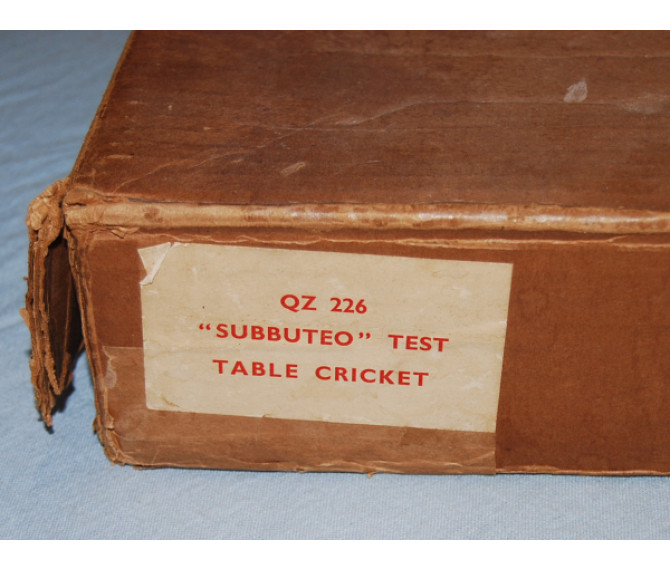 QZ 226
“SUBBUTEO” TEST
TABLE CRICKET